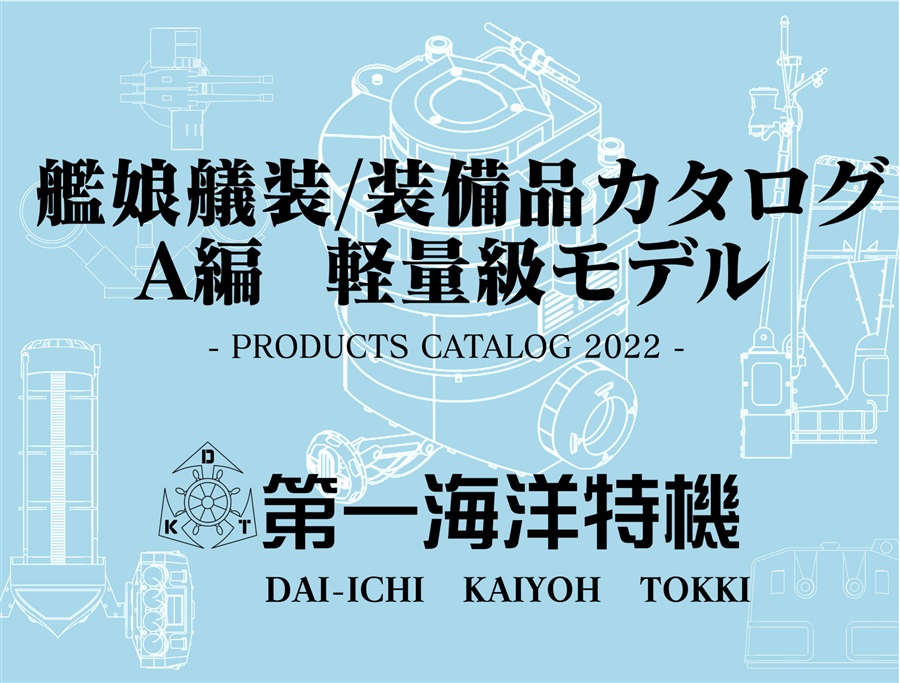 艦娘艤装/装備品カタログ
A編　軽量級モデル
- PRODUCTS CATALOG 2022 -
D
K T
第一海洋特機
DAI-ICHI KAIYOH TOKKI